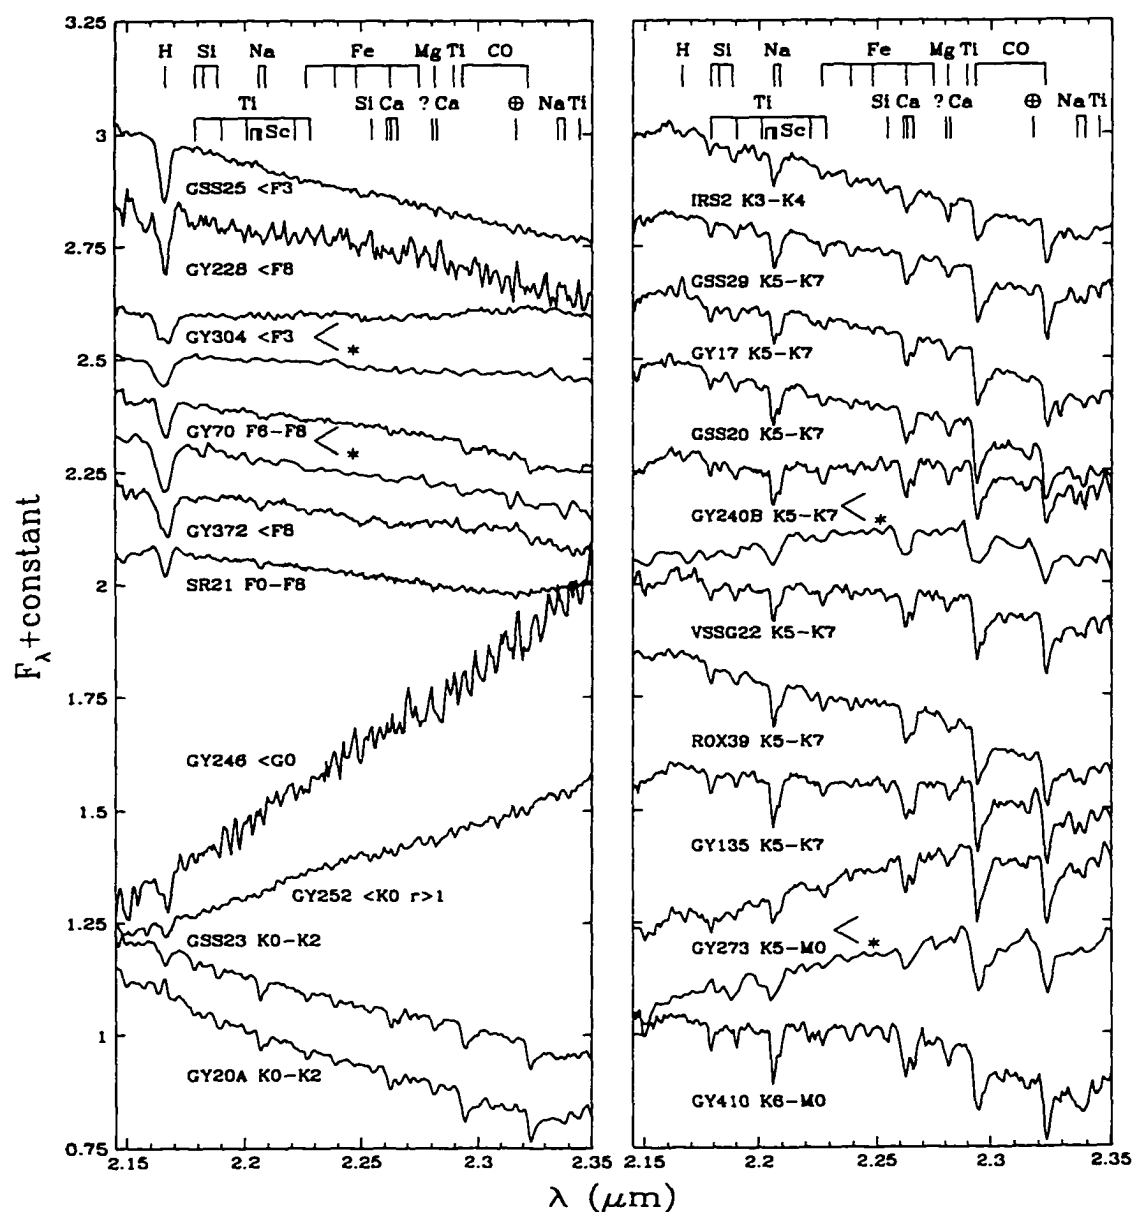 3.25
3
2.75
2.5
2.25
2
1.75
1.5
1.25
1
0.75
Fλ+constant
H Si Na Fe Mg Ti CO
Ti Sc Si Ca ? Ca ⊕ Na Ti
GSS25 <F3
GY228 <F8
GY304 <F3
*
GY70 F6-F8
*
GY372 <F8
SR21 F0-F8
GY246 <G0
GY252 <K0 r>1
GSS23 K0-K2
GY20A K0-K2
2.15 2.2 2.25 2.3 2.35
H Si Na Fe Mg Ti CO
Ti Sc Si Ca ? Ca ⊕ Na Ti
IRS2 K3-K4
GSS29 K5-K7
GY17 K5-K7
GSS20 K5-K7
GY240B K5-K7
*
VSSG22 K5-K7
ROX39 K5-K7
GY135 K5-K7
GY273 K5-M0
*
GY410 K6-M0
2.15 2.2 2.25 2.3 2.35
λ (μm)